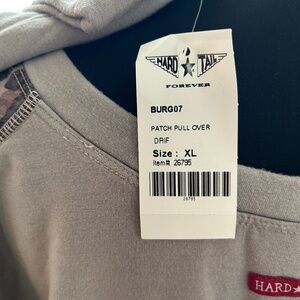 HARD TAIL
FOREVER
BURG07
PATCH PULL OVER
DRIF
Size : XL
Item# 26795
26795
HARD